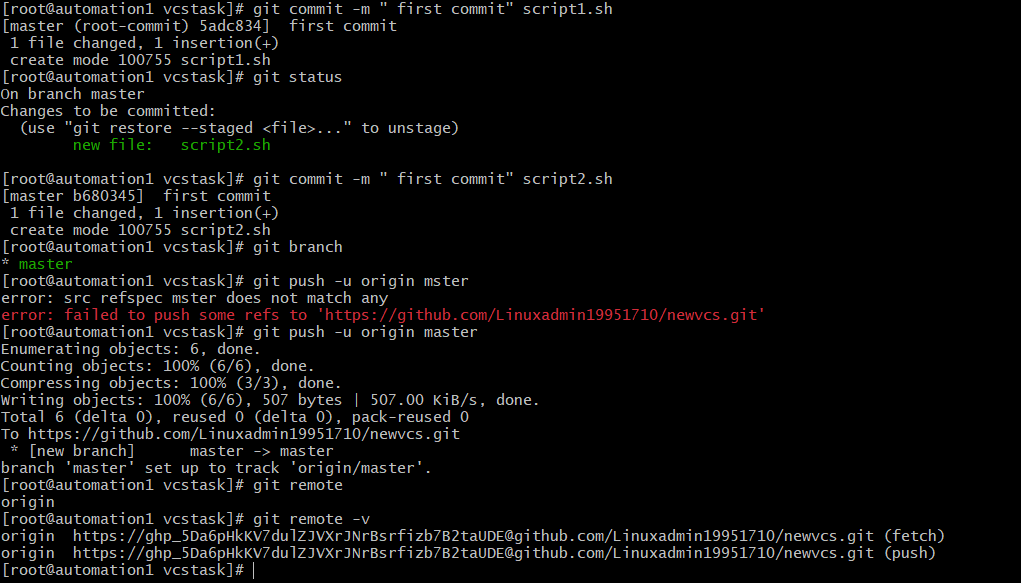 [root@automation1 vcstask]# git commit -m " first commit" script1.sh
[master (root-commit) 5adc834]  first commit
 1 file changed, 1 insertion(+)
 create mode 100755 script1.sh
[root@automation1 vcstask]# git status
On branch master
Changes to be committed:
  (use "git restore --staged <file>..." to unstage)
        new file:   script2.sh
[root@automation1 vcstask]# git commit -m " first commit" script2.sh
[master b680345]  first commit
 1 file changed, 1 insertion(+)
 create mode 100755 script2.sh
[root@automation1 vcstask]# git branch
* master
[root@automation1 vcstask]# git push -u origin mster
error: src refspec mster does not match any
error: failed to push some refs to 'https://github.com/Linuxadmin19951710/newvcs.git'
[root@automation1 vcstask]# git push -u origin master
Enumerating objects: 6, done.
Counting objects: 100% (6/6), done.
Compressing objects: 100% (3/3), done.
Writing objects: 100% (6/6), 507 bytes | 507.00 KiB/s, done.
Total 6 (delta 0), reused 0 (delta 0), pack-reused 0
To https://github.com/Linuxadmin19951710/newvcs.git
 * [new branch]      master -> master
branch 'master' set up to track 'origin/master'.
[root@automation1 vcstask]# git remote
origin
[root@automation1 vcstask]# git remote -v
origin  https://[access token redacted]@github.com/Linuxadmin19951710/newvcs.git (fetch)
origin  https://[access token redacted]@github.com/Linuxadmin19951710/newvcs.git (push)
[root@automation1 vcstask]#